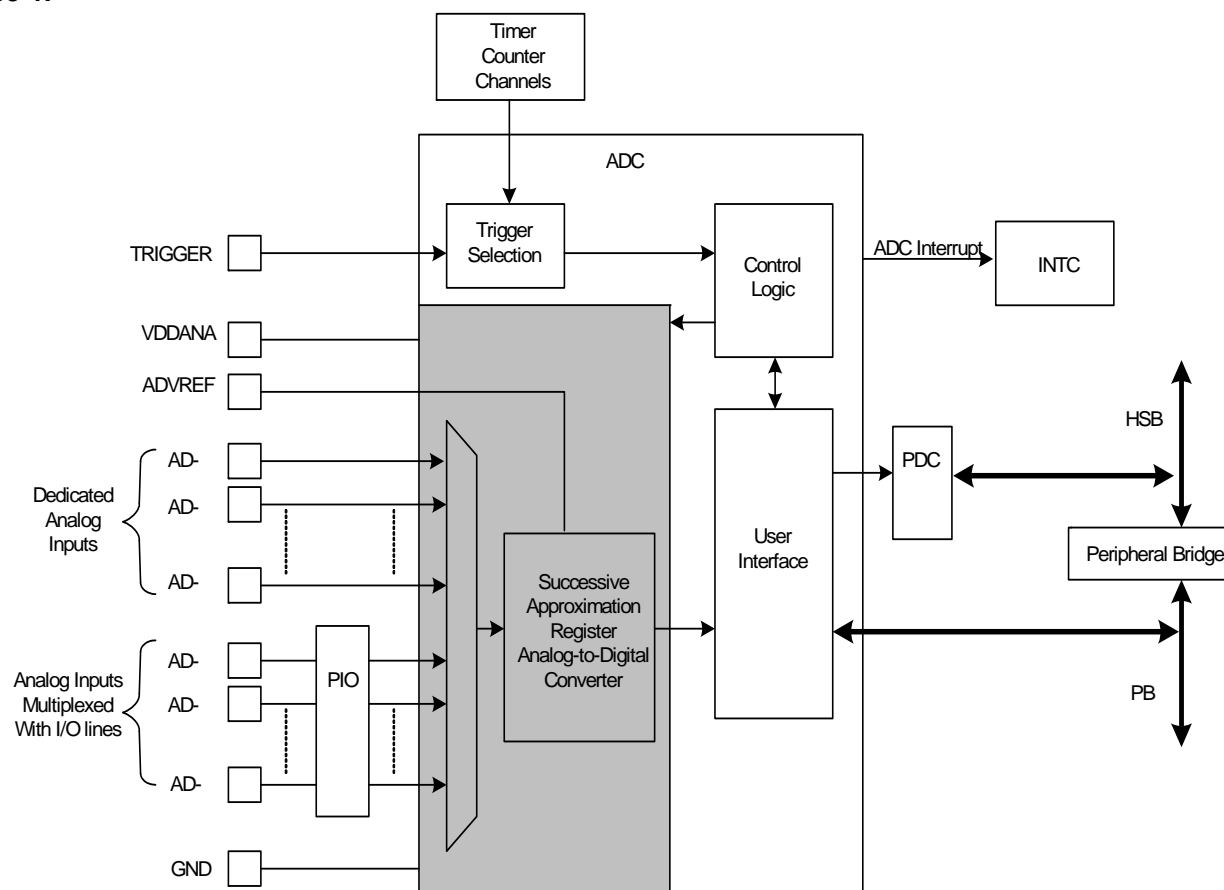 Timer
Counter
Channels
ADC
TRIGGER
Trigger
Selection
Control
Logic
ADC Interrupt
INTC
VDDANA
ADVREF
AD-
AD-
AD-
Dedicated
Analog
Inputs
User
Interface
PDC
HSB
Peripheral Bridge
Successive
Approximation
Register
Analog-to-Digital
Converter
AD-
AD-
AD-
Analog Inputs
Multiplexed
With I/O lines
PIO
PB
GND